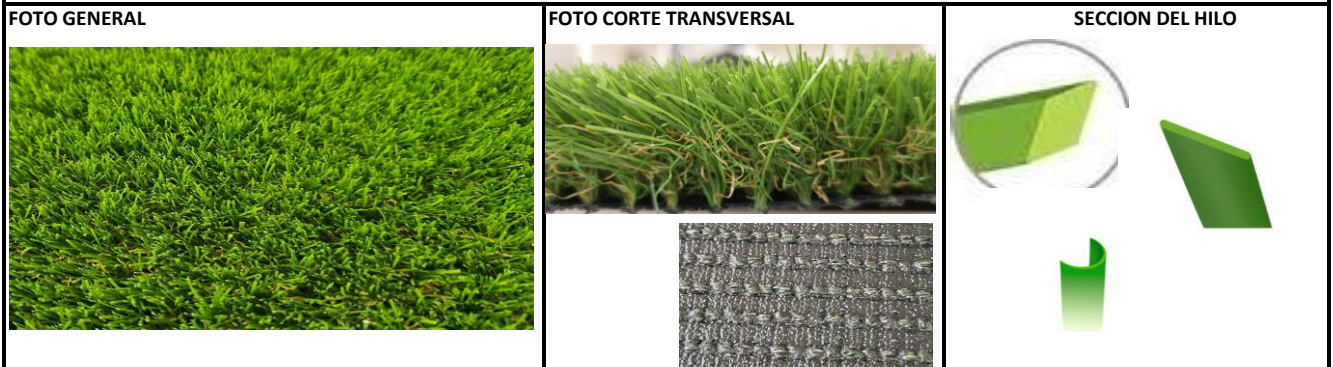 FOTO GENERAL
FOTO CORTE TRANSVERSAL
SECCION DEL HILO